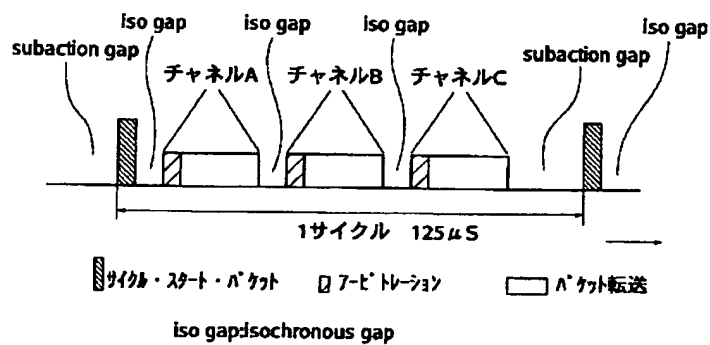 subaction gap
iso gap
チャネルA
iso gap
チャネルB
iso gap
チャネルC
subaction gap
iso gap
1サイクル 125μS
ｻｲｸﾙ・ｽﾀｰﾄ・ﾊﾟｹｯﾄ
ｱｰﾋﾞﾄﾚｰｼｮﾝ
ﾊﾟｹｯﾄ転送
iso gap:isochronous gap